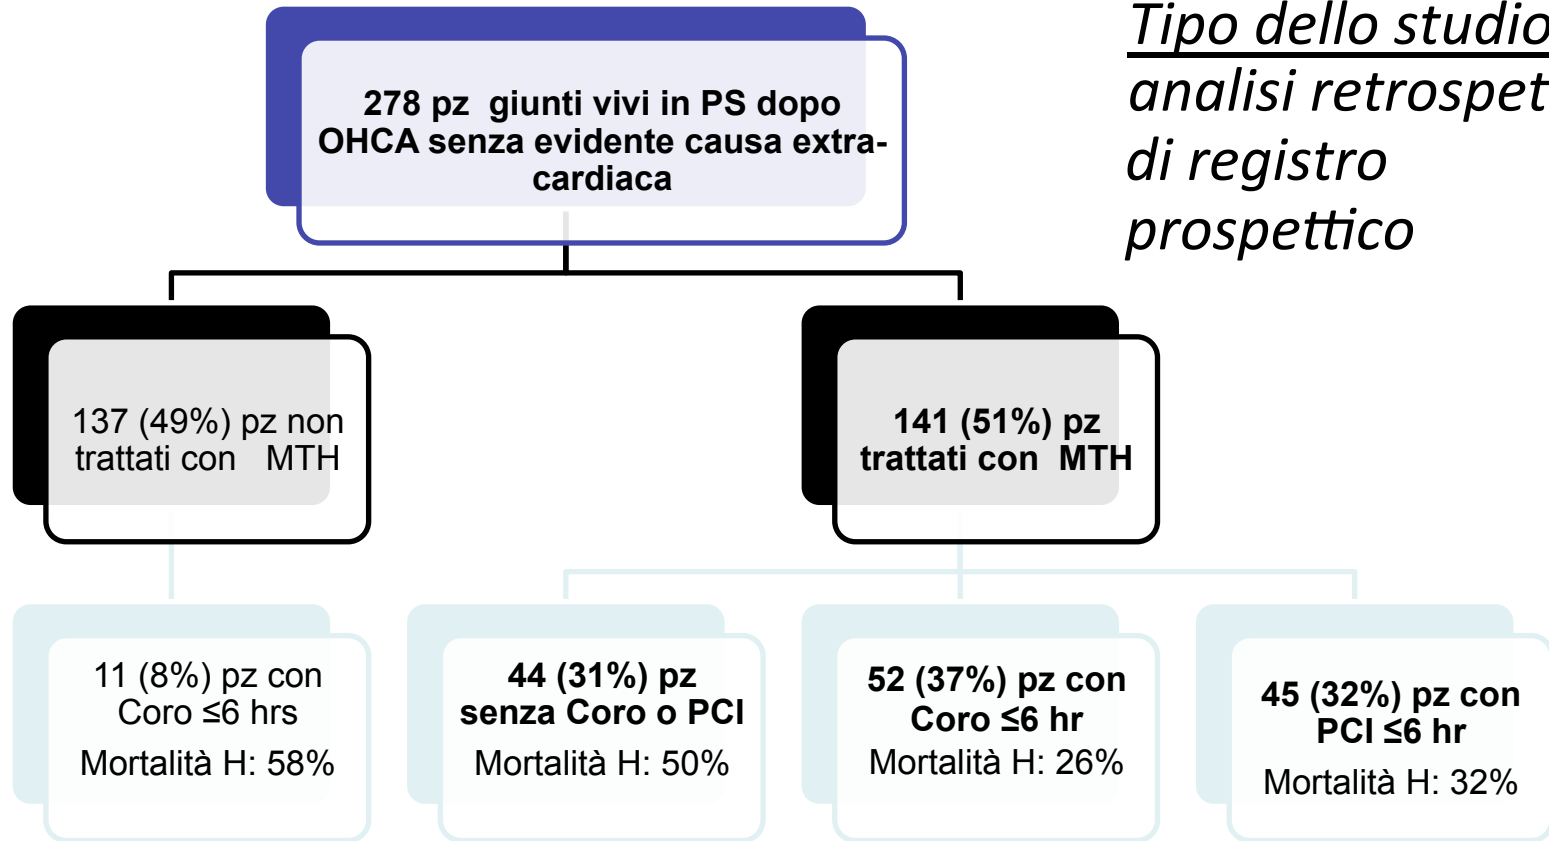 Tipo dello studio
analisi retrospet
di registro
prospettico
278 pz giunti vivi in PS dopo
OHCA senza evidente causa extra-
cardiaca
137 (49%) pz non
trattati con MTH
141 (51%) pz
trattati con MTH
11 (8%) pz con
Coro ≤6 hrs
Mortalità H: 58%
44 (31%) pz
senza Coro o PCI
Mortalità H: 50%
52 (37%) pz con
Coro ≤6 hr
Mortalità H: 26%
45 (32%) pz con
PCI ≤6 hr
Mortalità H: 32%